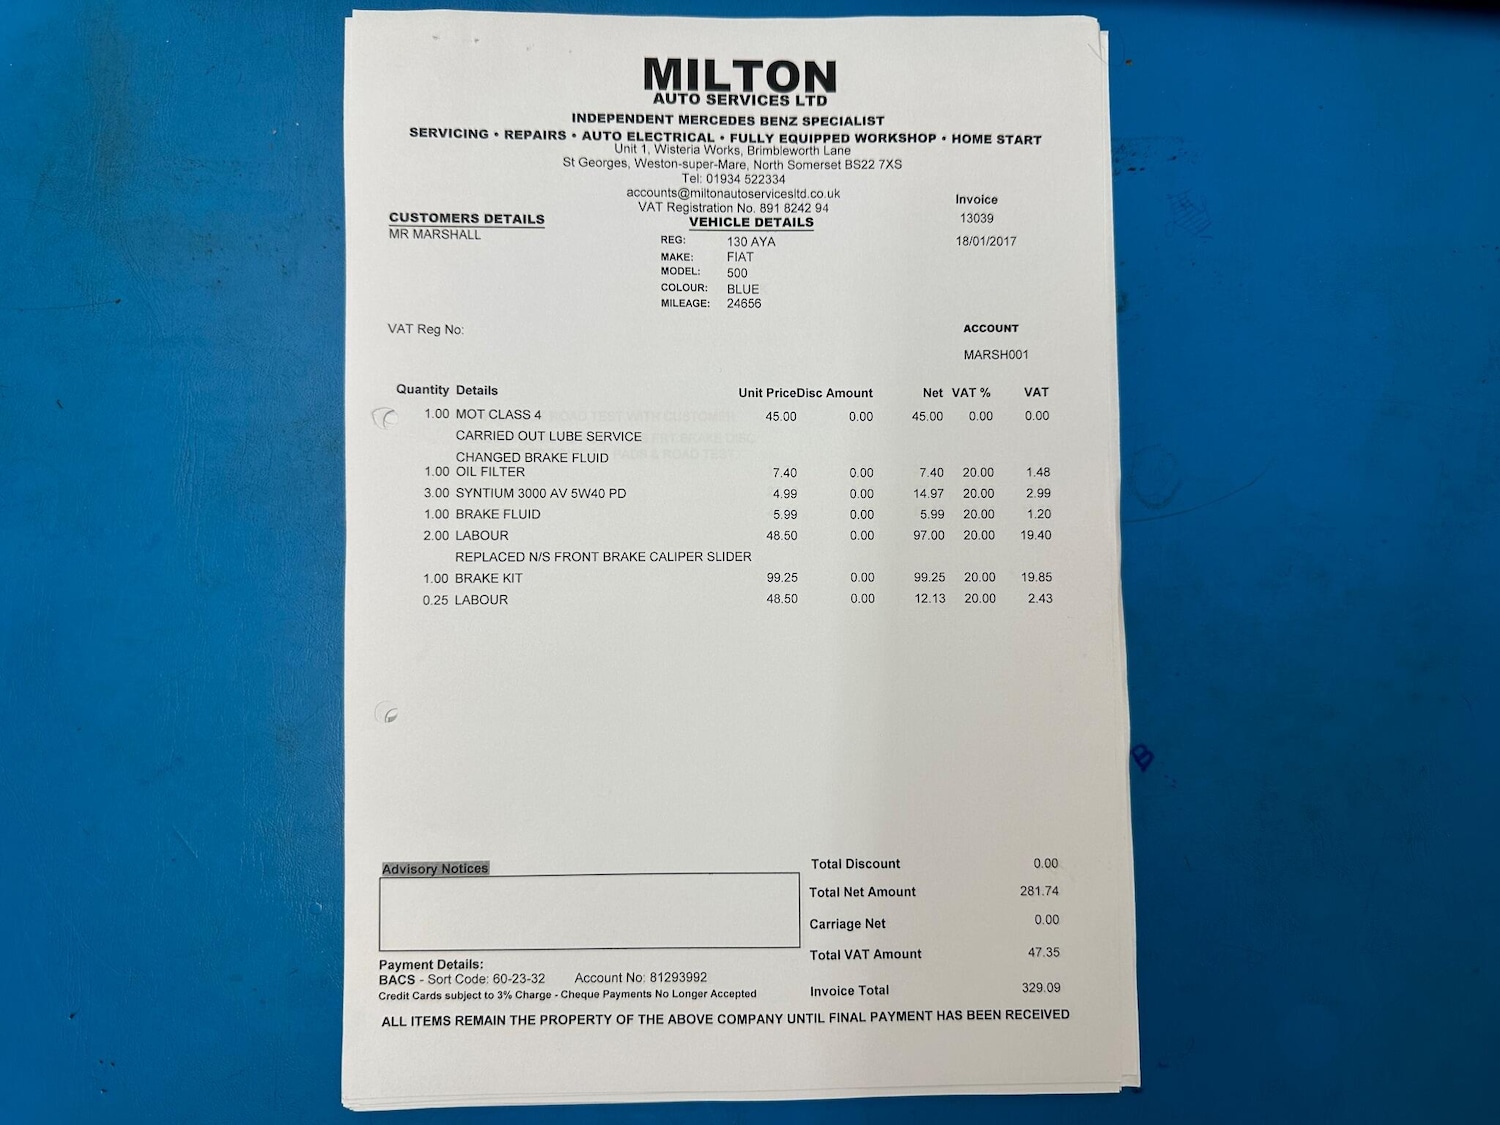 MILTON
AUTO SERVICES LTD
INDEPENDENT MERCEDES BENZ SPECIALIST
SERVICING • REPAIRS • AUTO ELECTRICAL • FULLY EQUIPPED WORKSHOP • HOME START
Unit 1, Wisteria Works, Brimbleworth Lane
St Georges, Weston-super-Mare, North Somerset BS22 7XS
Tel: 01934 522334
accounts@miltonautoservicesltd.co.uk
VAT Registration No. 891 8242 94
Invoice
13039
18/01/2017
CUSTOMERS DETAILS
MR MARSHALL
VEHICLE DETAILS
REG: 130 AYA
MAKE: FIAT
MODEL: 500
COLOUR: BLUE
MILEAGE: 24656
VAT Reg No:
ACCOUNT
MARSH001
Quantity Details Unit PriceDisc Amount Net VAT % VAT
1.00 MOT CLASS 4 45.00 0.00 45.00 0.00 0.00
CARRIED OUT LUBE SERVICE
CHANGED BRAKE FLUID
1.00 OIL FILTER 7.40 0.00 7.40 20.00 1.48
3.00 SYNTIUM 3000 AV 5W40 PD 4.99 0.00 14.97 20.00 2.99
1.00 BRAKE FLUID 5.99 0.00 5.99 20.00 1.20
2.00 LABOUR 48.50 0.00 97.00 20.00 19.40
REPLACED N/S FRONT BRAKE CALIPER SLIDER
1.00 BRAKE KIT 99.25 0.00 99.25 20.00 19.85
0.25 LABOUR 48.50 0.00 12.13 20.00 2.43
Advisory Notices
Total Discount 0.00
Total Net Amount 281.74
Carriage Net 0.00
Total VAT Amount 47.35
Invoice Total 329.09
Payment Details:
BACS - Sort Code: 60-23-32 Account No: 81293992
Credit Cards subject to 3% Charge - Cheque Payments No Longer Accepted
ALL ITEMS REMAIN THE PROPERTY OF THE ABOVE COMPANY UNTIL FINAL PAYMENT HAS BEEN RECEIVED
B